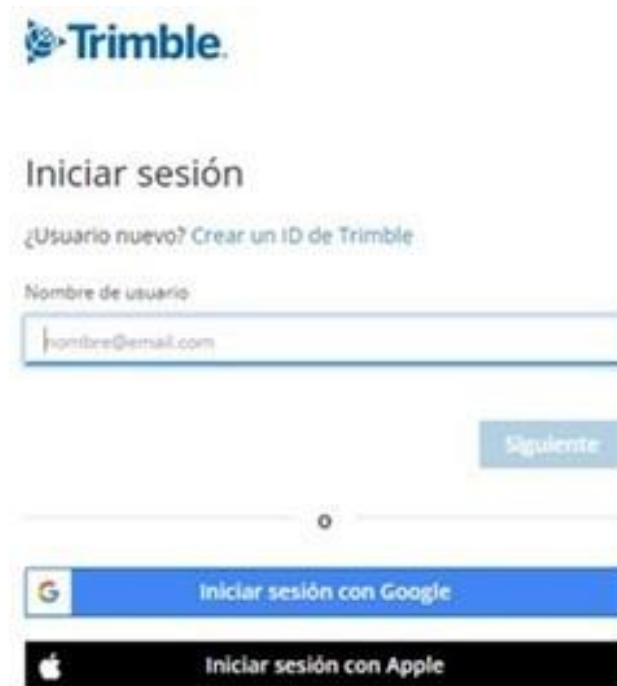 Trimble.
Iniciar sesión
¿Usuario nuevo? Crear un ID de Trimble
Nombre de usuario
nombre@email.com
Siguiente
o
G Iniciar sesión con Google
Iniciar sesión con Apple